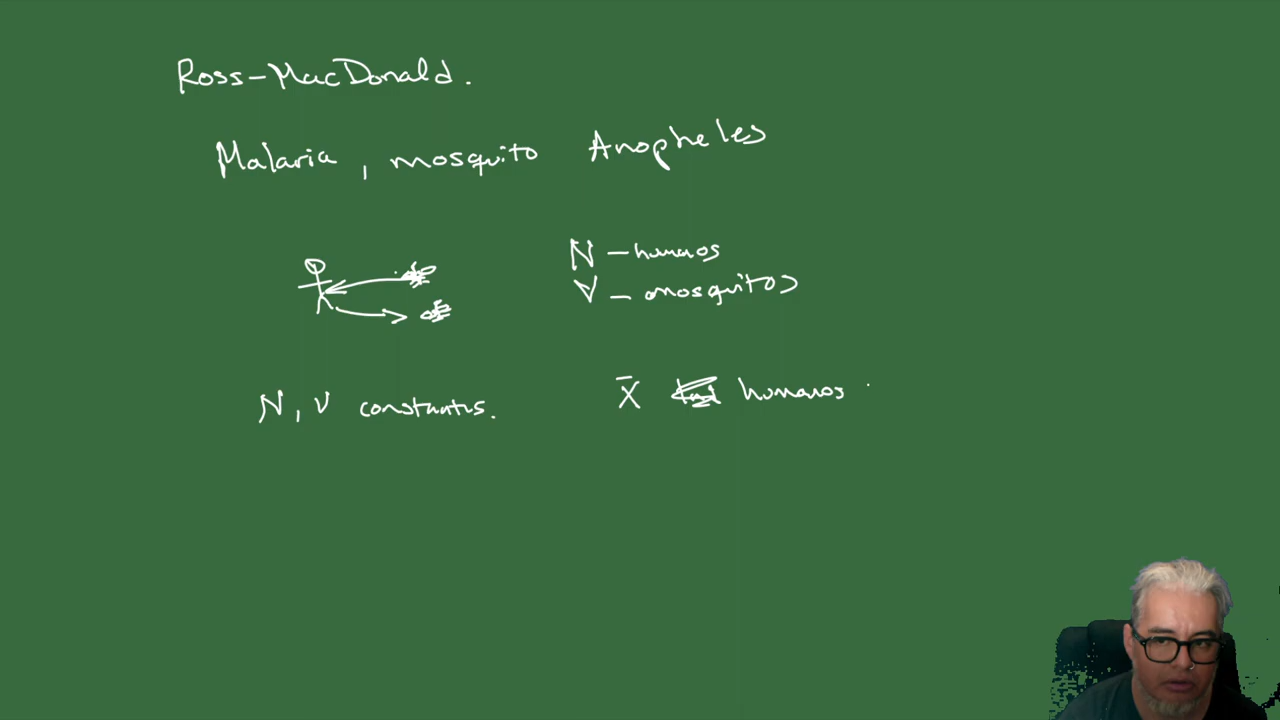 Ross-MacDonald.
Malaria, mosquito Anopheles
N - humanos
V - mosquitos
N, V constantes.
X̄ humanos